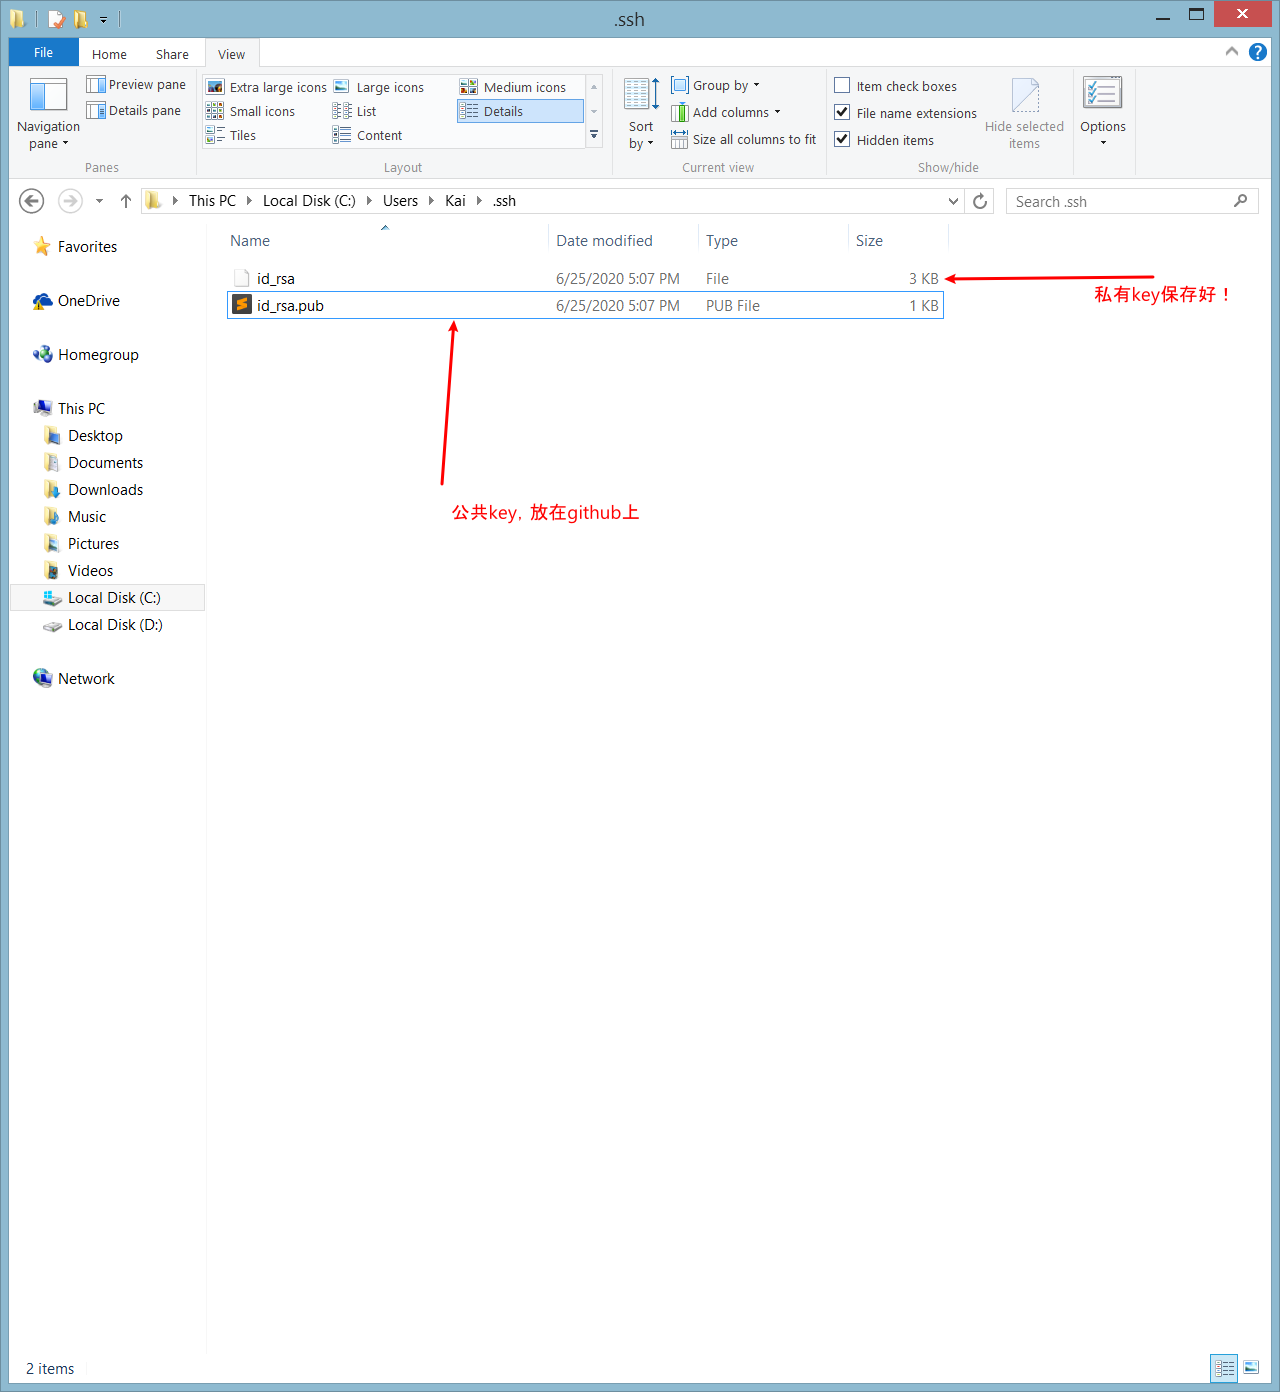 .ssh
File
Home
Share
View
Navigation pane
Preview pane
Details pane
Panes
Extra large icons
Large icons
Medium icons
Small icons
List
Details
Tiles
Content
Layout
Sort by
Group by
Add columns
Size all columns to fit
Current view
Item check boxes
File name extensions
Hidden items
Hide selected items
Show/hide
Options
This PC
Local Disk (C:)
Users
Kai
.ssh
Search .ssh
Favorites
OneDrive
Homegroup
This PC
Desktop
Documents
Downloads
Music
Pictures
Videos
Local Disk (C:)
Local Disk (D:)
Network
Name Date modified Type Size
id_rsa 6/25/2020 5:07 PM File 3 KB
id_rsa.pub 6/25/2020 5:07 PM PUB File 1 KB
私有key保存好！
公共key，放在github上
2 items